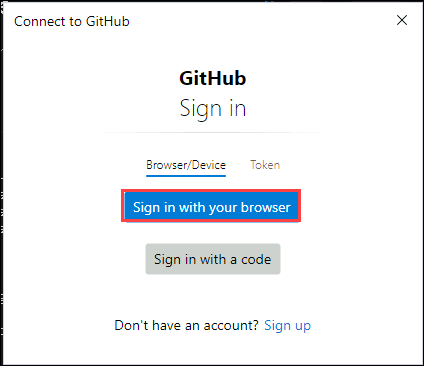 Connect to GitHub
GitHub
Sign in
Browser/Device Token
Sign in with your browser
Sign in with a code
Don't have an account? Sign up